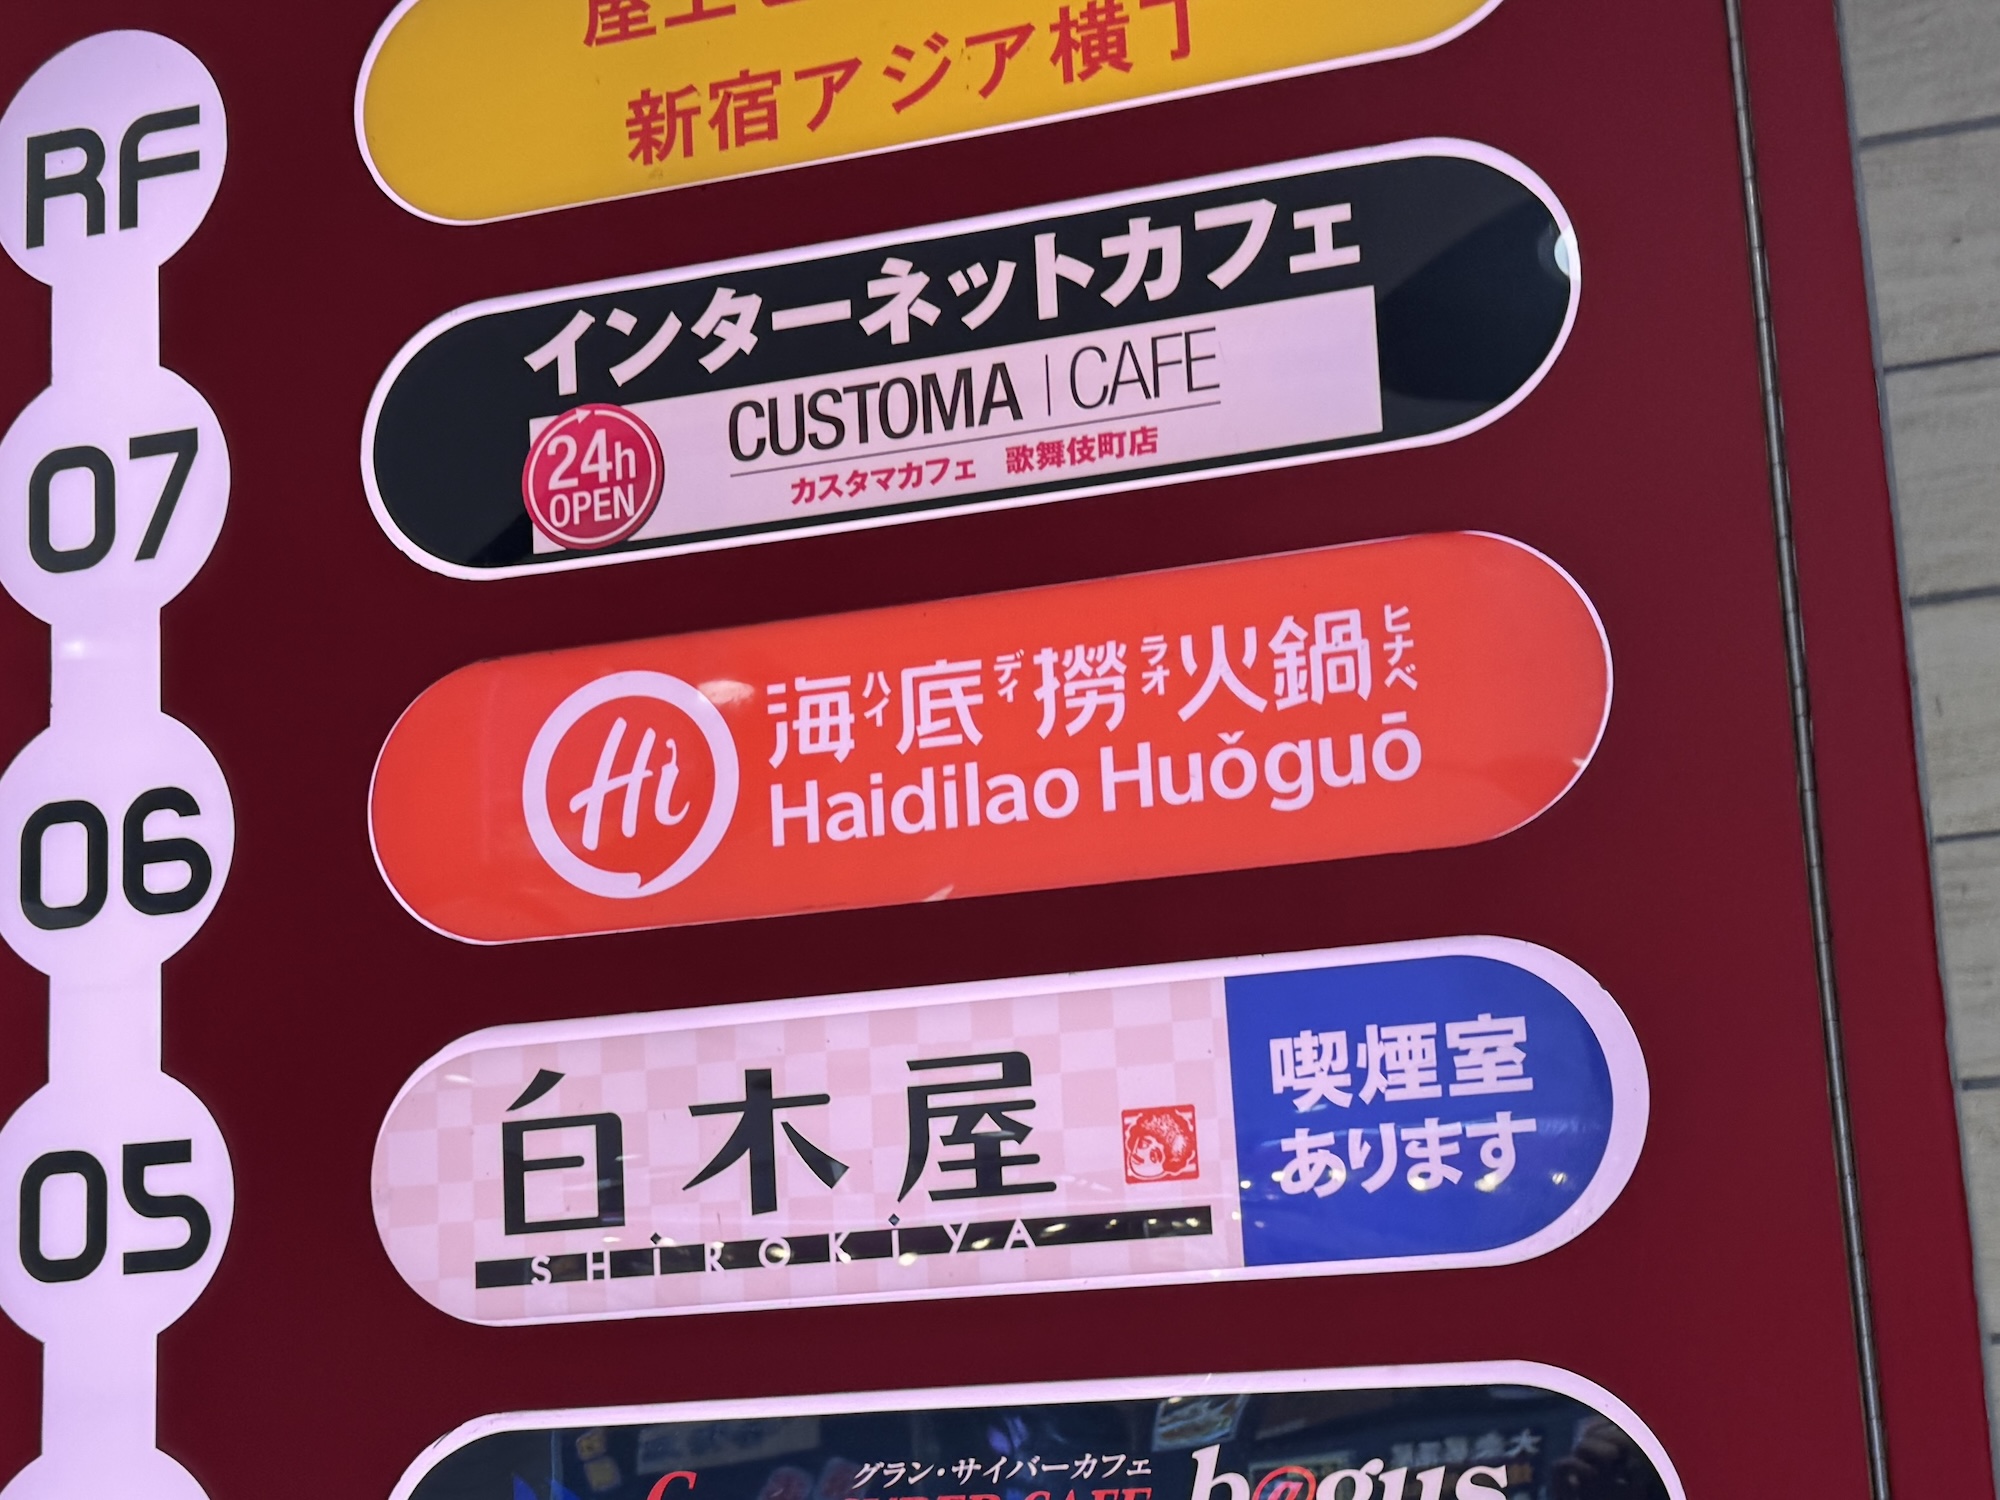 RF
新宿アジア横丁
07
インターネットカフェ
24h
OPEN
CUSTOMA | CAFE
カスタマカフェ 歌舞伎町店
06
Hi
海底撈火鍋
ハイ ディ ラオ ヒナベ
Haidilao Huǒguō
05
白木屋
SHiROKiYA
喫煙室
あります
グラン・サイバーカフェ
bagus